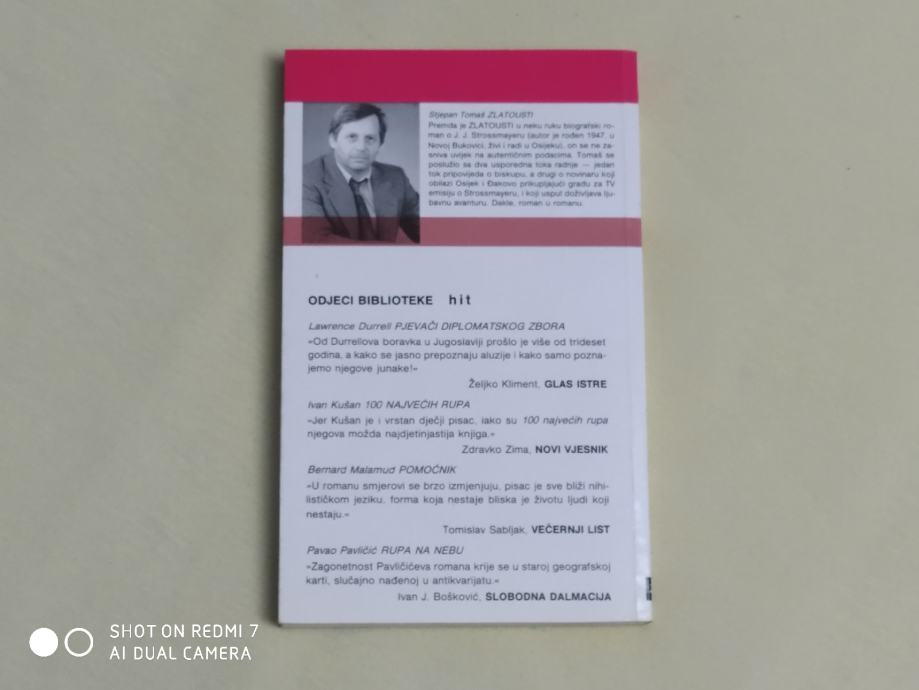 Stjepan Tomaš ZLATOUSTI
Premda je ZLATOUSTI u neku ruku biografski ro-
man o J. J. Strossmayeru (autor je rođen 1947. u
Novoj Bukovici, živi i radi u Osijeku), on se ne za-
sniva uvijek na autentičnim podacima. Tomaš se
poslužio sa dva usporedna toka radnje — jedan
tok pripovijeda o biskupu, a drugi o novinaru koji
obilazi Osijek i Đakovo prikupljajući građu za TV
emisiju o Strossmayeru, i koji usput doživljava lju-
bavnu avanturu. Dakle, roman u romanu.
ODJECI BIBLIOTEKE hit
Lawrence Durrell PJEVAČI DIPLOMATSKOG ZBORA
»Od Durrellova boravka u Jugoslaviji prošlo je više od trideset
godina, a kako se jasno prepoznaju aluzije i kako samo pozna-
jemo njegove junake!«
Željko Kliment, GLAS ISTRE
Ivan Kušan 100 NAJVEĆIH RUPA
»Jer Kušan je i vrstan dječji pisac, iako su 100 najvećih rupa
njegova možda najdjetinjastija knjiga.«
Zdravko Zima, NOVI VJESNIK
Bernard Malamud POMOĆNIK
»U romanu smjerovi se brzo izmjenjuju, pisac je sve bliži nihi-
lističkom jeziku, forma koja nestaje bliska je životu ljudi koji
nestaju.«
Tomislav Sabljak, VEČERNJI LIST
Pavao Pavličić RUPA NA NEBU
»Zagonetnost Pavličićeva romana krije se u staroj geografskoj
karti, slučajno nađenoj u antikvarijatu.«
Ivan J. Bošković, SLOBODNA DALMACIJA
SHOT ON REDMI 7
AI DUAL CAMERA